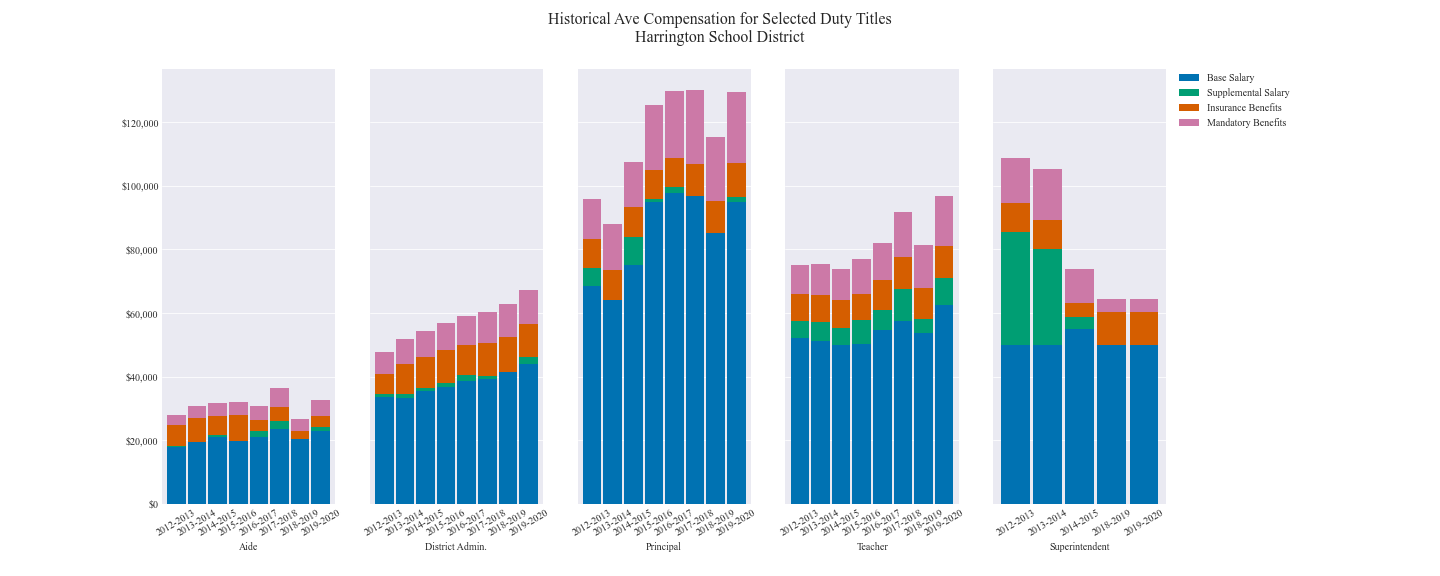 Historical Ave Compensation for Selected Duty Titles
Harrington School District
Base Salary
Supplemental Salary
Insurance Benefits
Mandatory Benefits
$120,000
$100,000
$80,000
$60,000
$40,000
$20,000
$0
2012-2013 2013-2014 2014-2015 2015-2016 2016-2017 2017-2018 2018-2019 2019-2020
Aide
2012-2013 2013-2014 2014-2015 2015-2016 2016-2017 2017-2018 2018-2019 2019-2020
District Admin.
2012-2013 2013-2014 2014-2015 2015-2016 2016-2017 2017-2018 2018-2019 2019-2020
Principal
2012-2013 2013-2014 2014-2015 2015-2016 2016-2017 2017-2018 2018-2019 2019-2020
Teacher
2012-2013 2013-2014 2014-2015 2018-2019 2019-2020
Superintendent